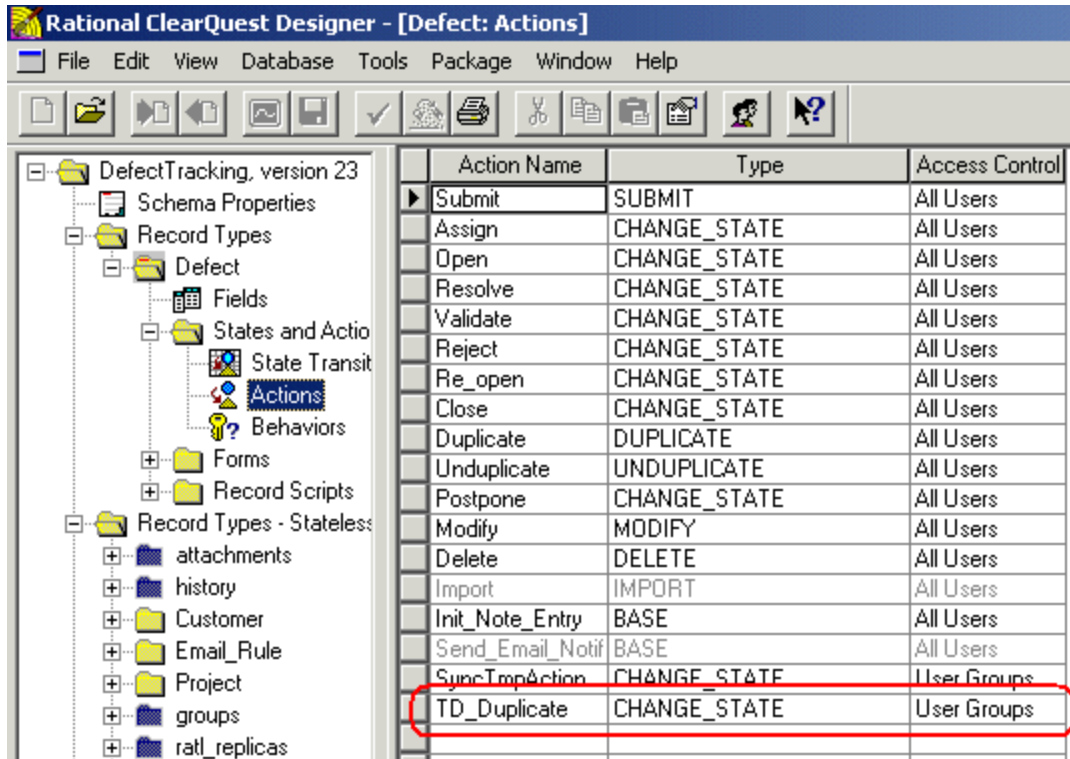 Rational ClearQuest Designer - [Defect: Actions]
File Edit View Database Tools Package Window Help
DefectTracking, version 23
Schema Properties
Record Types
Defect
Fields
States and Actio
State Transit
Actions
Behaviors
Forms
Record Scripts
Record Types - Stateless
attachments
history
Customer
Email_Rule
Project
groups
ratl_replicas
Action Name Type Access Control
Submit SUBMIT All Users
Assign CHANGE_STATE All Users
Open CHANGE_STATE All Users
Resolve CHANGE_STATE All Users
Validate CHANGE_STATE All Users
Reject CHANGE_STATE All Users
Re_open CHANGE_STATE All Users
Close CHANGE_STATE All Users
Duplicate DUPLICATE All Users
Unduplicate UNDUPLICATE All Users
Postpone CHANGE_STATE All Users
Modify MODIFY All Users
Delete DELETE All Users
Import IMPORT All Users
Init_Note_Entry BASE All Users
Send_Email_Notif BASE All Users
SyncTmpAction CHANGE_STATE User Groups
TD_Duplicate CHANGE_STATE User Groups